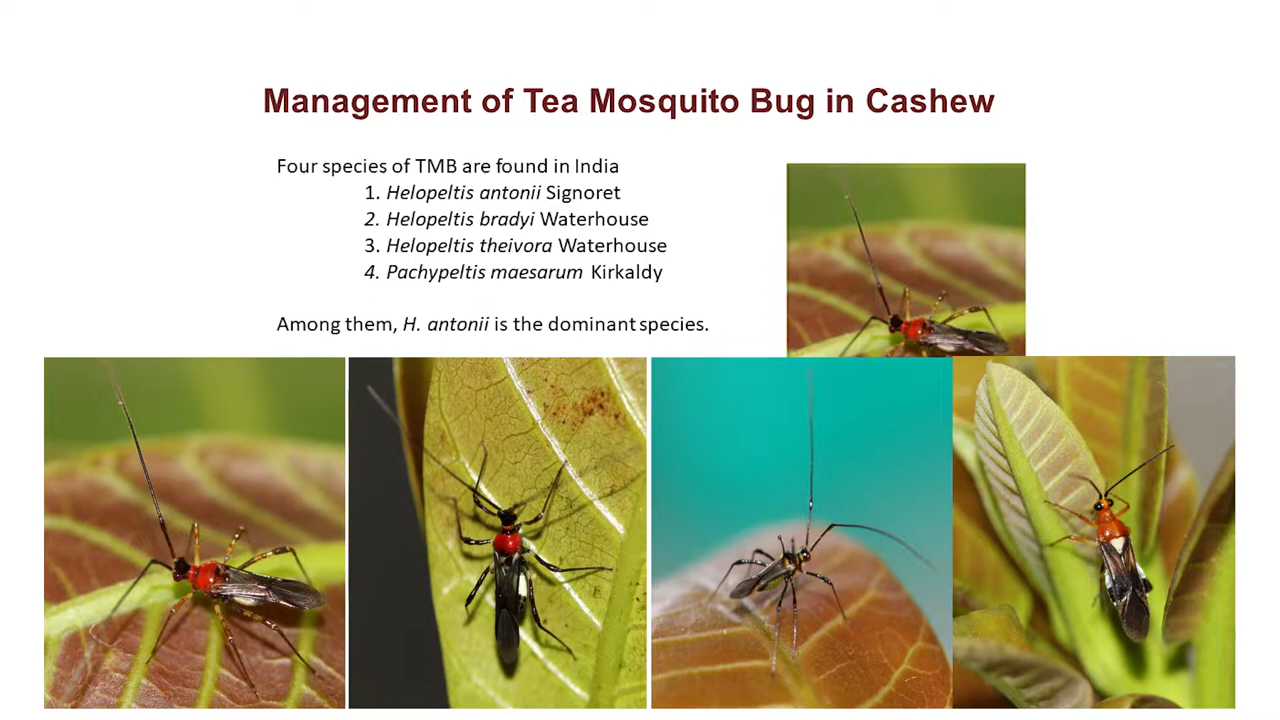 Management of Tea Mosquito Bug in Cashew
Four species of TMB are found in India
1. Helopeltis antonii Signoret
2. Helopeltis bradyi Waterhouse
3. Helopeltis theivora Waterhouse
4. Pachypeltis maesarum Kirkaldy
Among them, H. antonii is the dominant species.